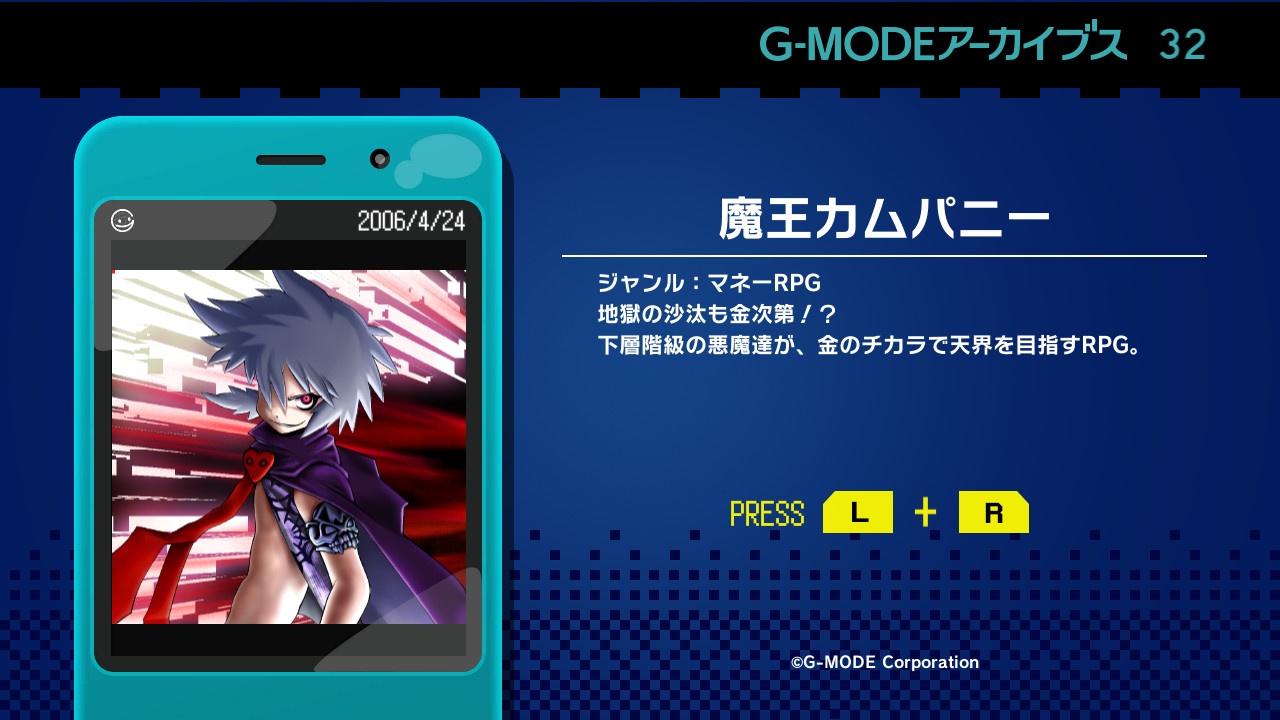 G-MODEアーカイブス 32
2006/4/24
魔王カムパニー
ジャンル：マネーRPG
地獄の沙汰も金次第！？
下層階級の悪魔達が、金のチカラで天界を目指すRPG。
PRESS L + R
©G-MODE Corporation